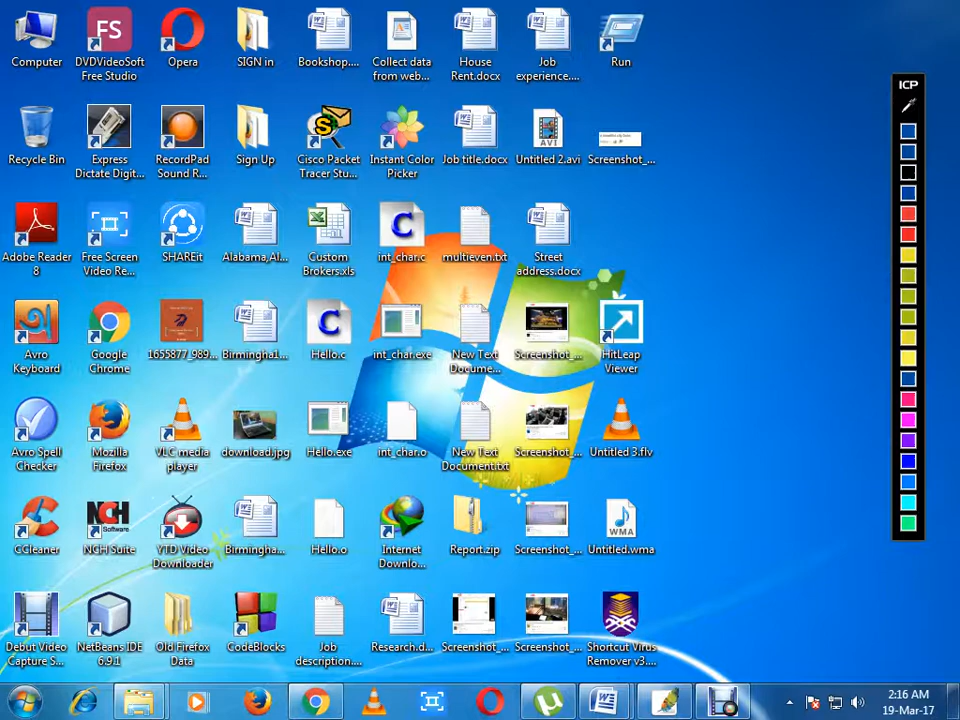 Computer
DVDVideoSoft
Free Studio
FS
Opera
SIGN in
Bookshop....
Collect data
from web...
House
Rent.docx
Job
experience....
Run
ICP
Recycle Bin
Express
Dictate Digit...
RecordPad
Sound R...
Sign Up
S
Cisco Packet
Tracer Stu...
Instant Color
Picker
Job title.docx
AVI
Untitled 2.avi
Screenshot_...
Adobe Reader
8
Free Screen
Video Re...
SHAREit
Alabama,Al...
Custom
Brokers.xls
C
int_char.c
multieven.txt
Street
address.docx
Avro
Keyboard
Google
Chrome
1655877_989...
Birmingha1...
C
Hello.c
int_char.exe
New Text
Docume...
Screenshot_...
HitLeap
Viewer
Avro Spell
Checker
Mozilla
Firefox
VLC media
player
download.jpg
Hello.exe
int_char.o
New Text
Document.txt
Screenshot_...
Untitled 3.flv
CCleaner
NCH
Software
NCH Suite
YTD Video
Downloader
Birmingha...
Hello.o
Internet
Downlo...
Report.zip
Screenshot_...
WMA
Untitled.wma
Debut Video
Capture S...
NetBeans IDE
6.9.1
Old Firefox
Data
CodeBlocks
Job
description....
Research.d...
Screenshot_...
Screenshot_...
Shortcut Virus
Remover v3....
2:16 AM
19-Mar-17